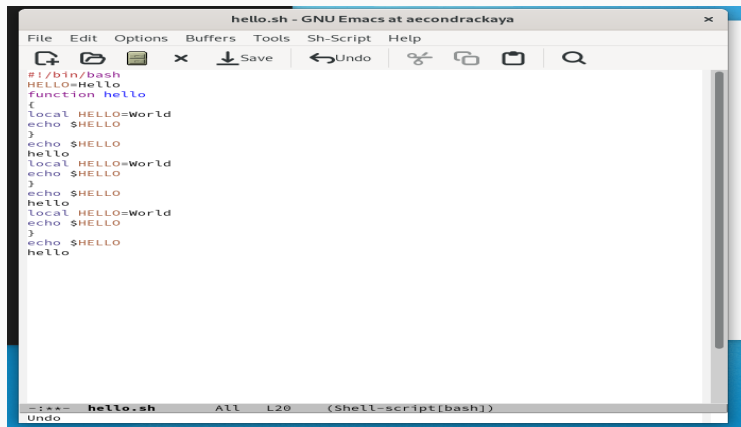 hello.sh - GNU Emacs at aecondrackaya ×
File Edit Options Buffers Tools Sh-Script Help
Save Undo
#!/bin/bash
HELLO=Hello
function hello
{
local HELLO=World
echo $HELLO
}
echo $HELLO
hello
local HELLO=World
echo $HELLO
}
echo $HELLO
hello
local HELLO=World
echo $HELLO
}
echo $HELLO
hello
-:**- hello.sh All L20 (Shell-script[bash])
Undo